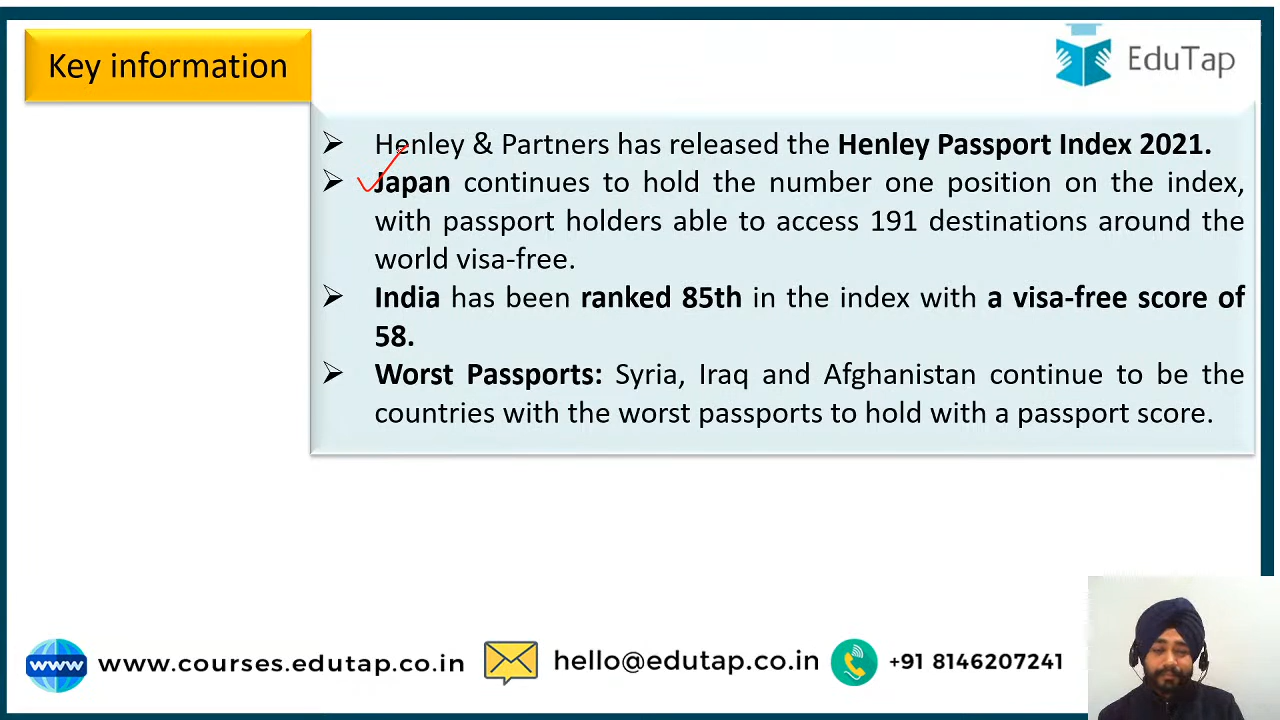 Key information
EduTap
➢ Henley & Partners has released the Henley Passport Index 2021.
➢ Japan continues to hold the number one position on the index,
with passport holders able to access 191 destinations around the
world visa-free.
➢ India has been ranked 85th in the index with a visa-free score of
58.
➢ Worst Passports: Syria, Iraq and Afghanistan continue to be the
countries with the worst passports to hold with a passport score.
www www.courses.edutap.co.in hello@edutap.co.in +91 8146207241